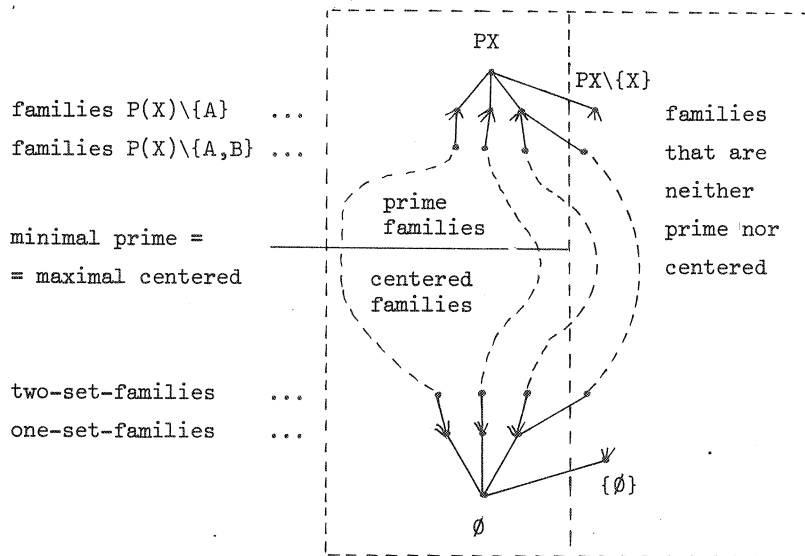 PX
PX\{X}
families P(X)\{A} ...
families P(X)\{A,B} ...
families
that are
neither
prime nor
centered
prime
families
minimal prime =
= maximal centered
centered
families
two-set-families ...
one-set-families ...
{∅}
∅